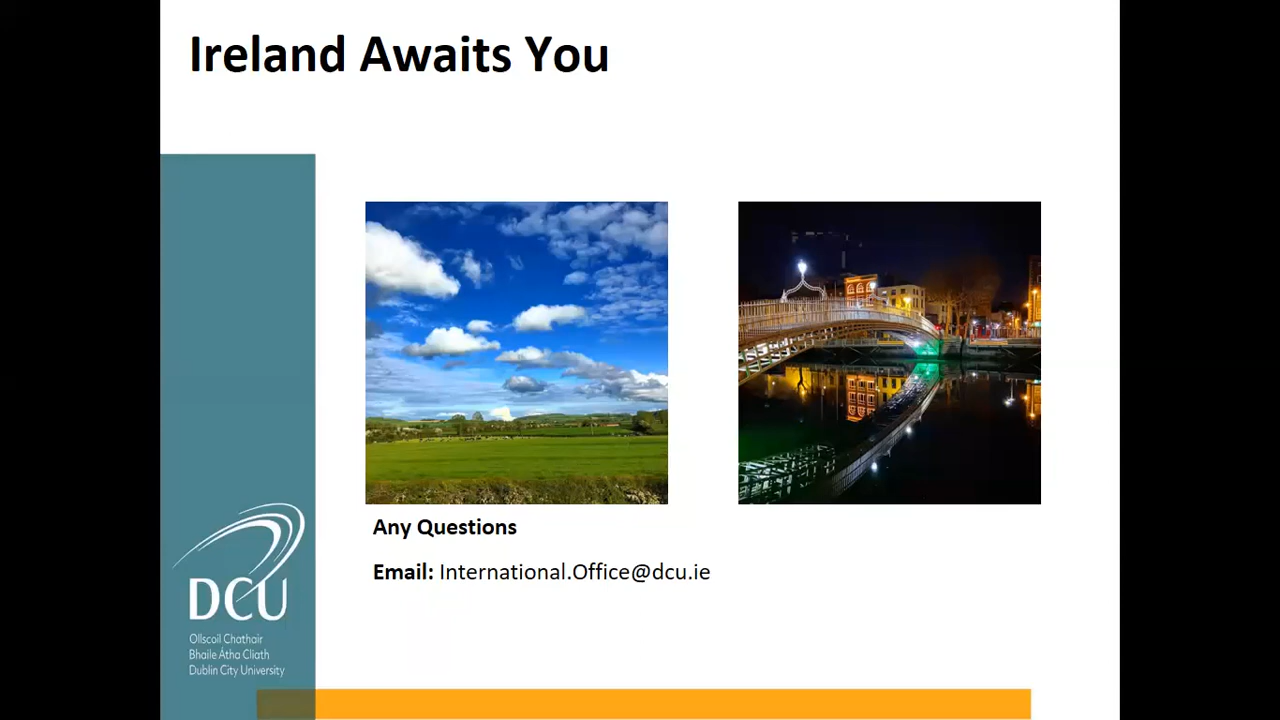 Ireland Awaits You
Any Questions
Email: International.Office@dcu.ie
DCU
Ollscoil Chathair
Bhaile Átha Cliath
Dublin City University